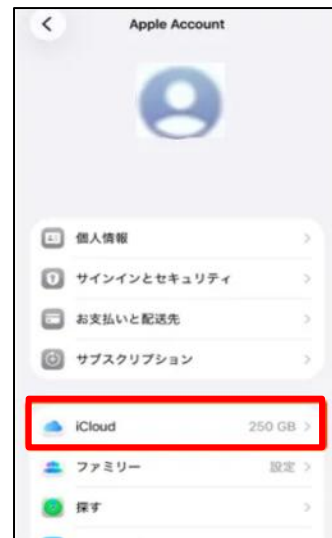 Apple Account
個人情報
サインインとセキュリティ
お支払いと配送先
サブスクリプション
iCloud 250 GB
ファミリー 設定
探す